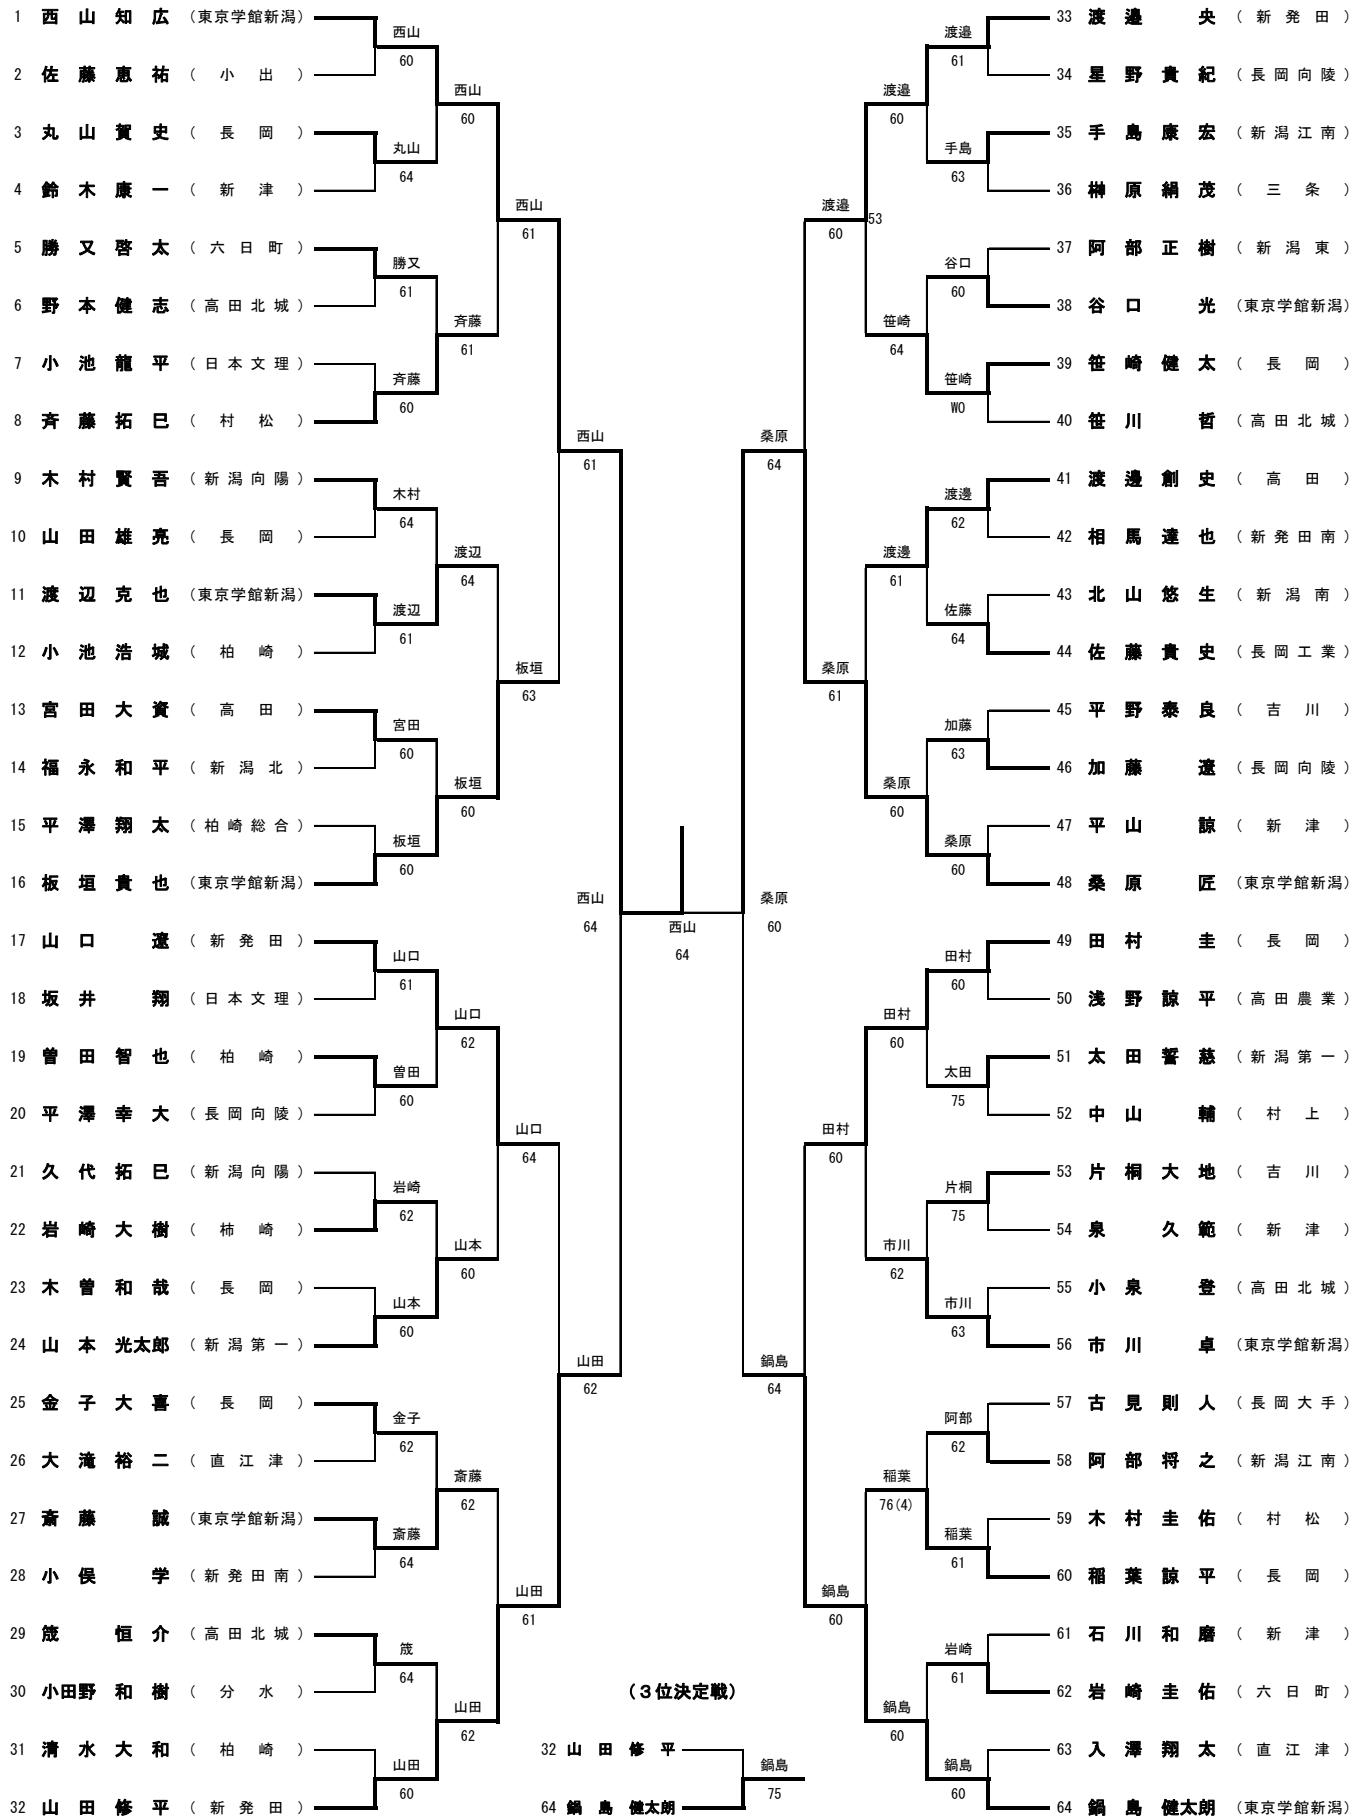 1 西山知広 (東京学館新潟)
2 佐藤恵祐 (小出)
3 丸山賀史 (長岡)
4 鈴木康一 (新津)
5 勝又啓太 (六日町)
6 野本健志 (高田北城)
7 小池龍平 (日本文理)
8 斉藤拓巳 (村松)
9 木村賢吾 (新潟向陽)
10 山田雄亮 (長岡)
11 渡辺克也 (東京学館新潟)
12 小池浩城 (柏崎)
13 宮田大資 (高田)
14 福永和平 (新潟北)
15 平澤翔太 (柏崎総合)
16 板垣貴也 (東京学館新潟)
17 山口遼 (新発田)
18 坂井翔 (日本文理)
19 曽田智也 (柏崎)
20 平澤幸大 (長岡向陵)
21 久代拓巳 (新潟向陽)
22 岩崎大樹 (柿崎)
23 木曽和哉 (長岡)
24 山本光太郎 (新潟第一)
25 金子大喜 (長岡)
26 大滝裕二 (直江津)
27 斎藤誠 (東京学館新潟)
28 小俣学 (新発田南)
29 筬恒介 (高田北城)
30 小田野和樹 (分水)
31 清水大和 (柏崎)
32 山田修平 (新発田)
西山
60
丸山
64
勝又
61
斉藤
60
木村
64
渡辺
61
宮田
60
板垣
60
山口
61
曽田
60
岩崎
62
山本
60
金子
62
斎藤
64
筬
64
山田
60
西山
60
斉藤
61
渡辺
64
板垣
60
山口
62
山本
60
斎藤
62
山田
62
西山
61
板垣
63
山口
64
山田
61
西山
61
山田
62
西山
64
西山
64
桑原
60
桑原
64
鍋島
64
渡邉
60
53
桑原
61
田村
60
鍋島
60
渡邉
60
笹崎
64
渡邊
61
桑原
60
田村
60
市川
62
稲葉
76(4)
鍋島
60
渡邉
61
手島
63
谷口
60
笹崎
W0
渡邊
62
佐藤
64
加藤
63
桑原
60
田村
60
太田
75
片桐
75
市川
63
阿部
62
稲葉
61
岩崎
61
鍋島
60
33 渡邉央 (新発田)
34 星野貴紀 (長岡向陵)
35 手島康宏 (新潟江南)
36 榊原絹茂 (三条)
37 阿部正樹 (新潟東)
38 谷口光 (東京学館新潟)
39 笹崎健太 (長岡)
40 笹川哲 (高田北城)
41 渡邊創史 (高田)
42 相馬達也 (新発田南)
43 北山悠生 (新潟南)
44 佐藤貴史 (長岡工業)
45 平野泰良 (吉川)
46 加藤遼 (長岡向陵)
47 平山諒 (新津)
48 桑原匠 (東京学館新潟)
49 田村圭 (長岡)
50 浅野諒平 (高田農業)
51 太田誓慈 (新潟第一)
52 中山輔 (村上)
53 片桐大地 (吉川)
54 泉久範 (新津)
55 小泉登 (高田北城)
56 市川卓 (東京学館新潟)
57 古見則人 (長岡大手)
58 阿部将之 (新潟江南)
59 木村圭佑 (村松)
60 稲葉諒平 (長岡)
61 石川和磨 (新津)
62 岩崎圭佑 (六日町)
63 入澤翔太 (直江津)
64 鍋島健太朗 (東京学館新潟)
(3位決定戦)
32 山田修平
64 鍋島健太朗
鍋島
75